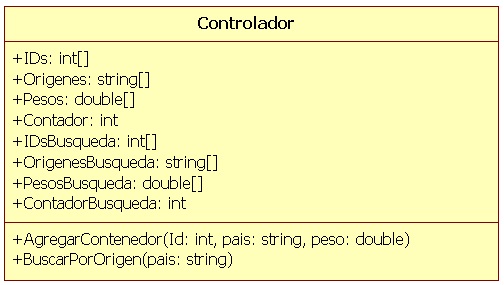 Controlador
+IDs: int[]
+Origenes: string[]
+Pesos: double[]
+Contador: int
+IDsBusqueda: int[]
+OrigenesBusqueda: string[]
+PesosBusqueda: double[]
+ContadorBusqueda: int
+AgregarContenedor(Id: int, pais: string, peso: double)
+BuscarPorOrigen(pais: string)